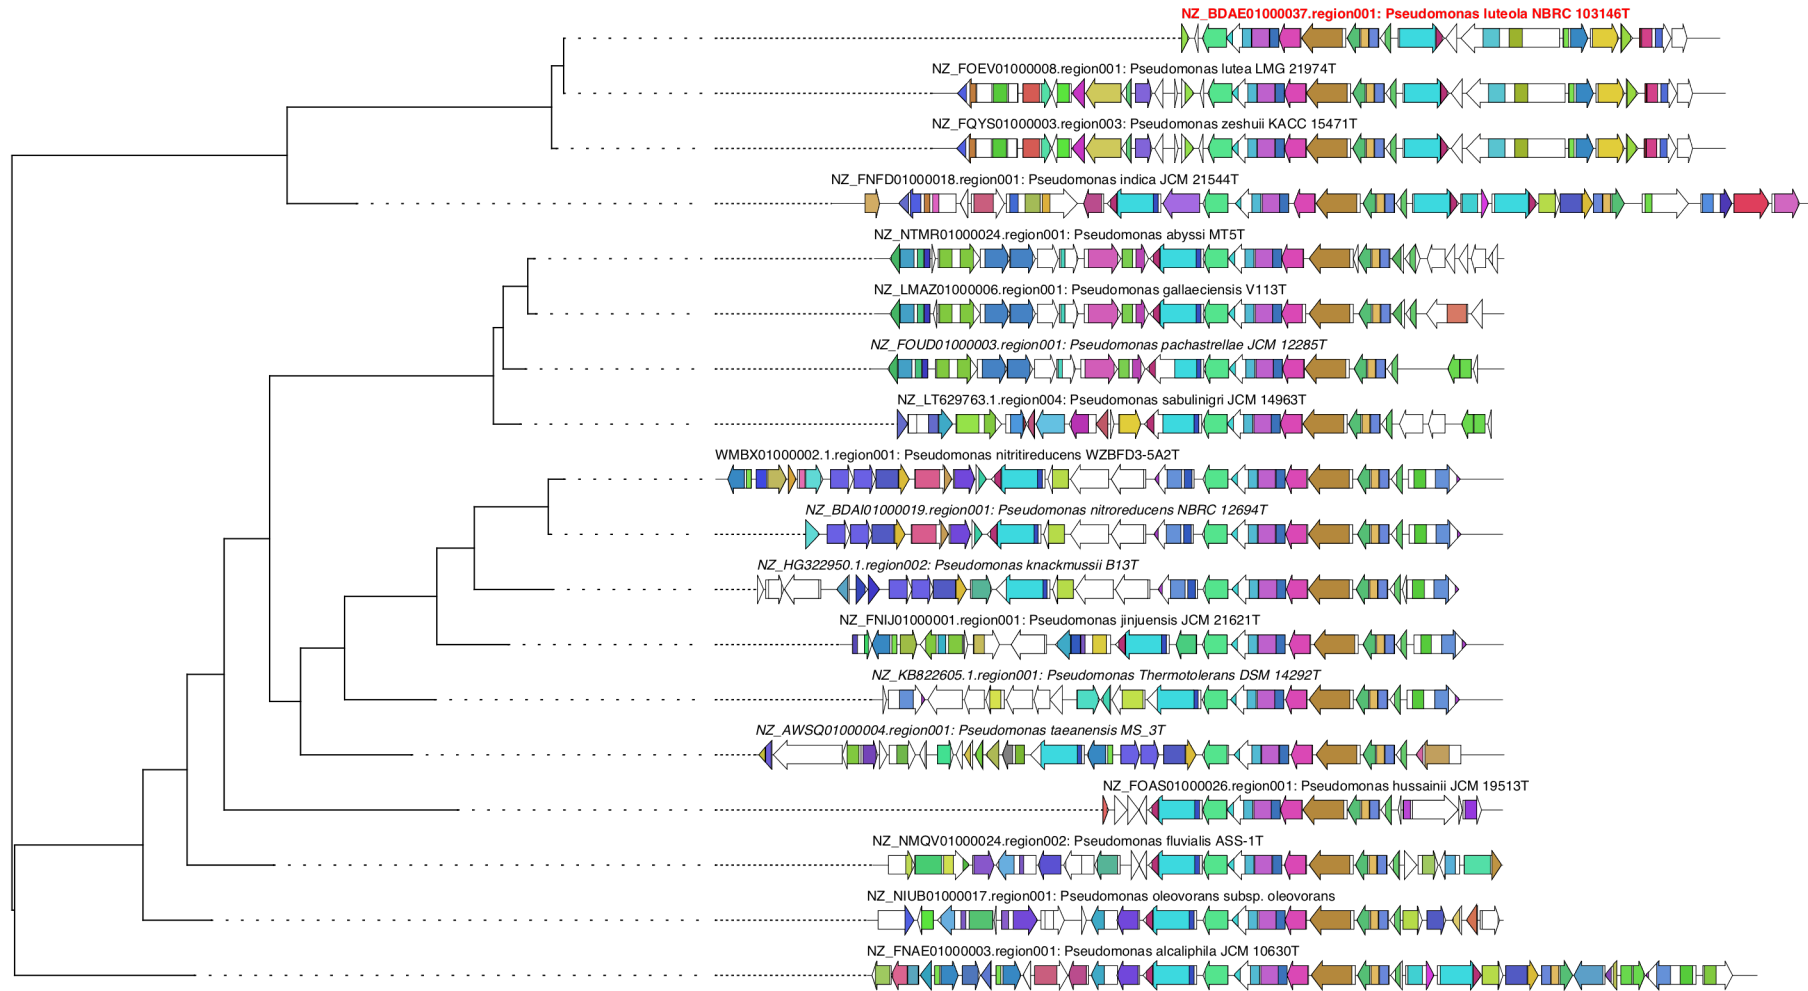 NZ_BDAE01000037.region001: Pseudomonas luteola NBRC 103146T
NZ_FOEV01000008.region001: Pseudomonas lutea LMG 21974T
NZ_FQYS01000003.region003: Pseudomonas zeshuii KACC 15471T
NZ_FNFD01000018.region001: Pseudomonas indica JCM 21544T
NZ_NTMR01000024.region001: Pseudomonas abyssi MT5T
NZ_LMAZ01000006.region001: Pseudomonas gallaeciensis V113T
NZ_FOUD01000003.region001: Pseudomonas pachastrellae JCM 12285T
NZ_LT629763.1.region004: Pseudomonas sabulinigri JCM 14963T
WMBX01000002.1.region001: Pseudomonas nitritireducens WZBFD3-5A2T
NZ_BDAI01000019.region001: Pseudomonas nitroreducens NBRC 12694T
NZ_HG322950.1.region002: Pseudomonas knackmussii B13T
NZ_FNIJ01000001.region001: Pseudomonas jinjuensis JCM 21621T
NZ_KB822605.1.region001: Pseudomonas Thermotolerans DSM 14292T
NZ_AWSQ01000004.region001: Pseudomonas taeanensis MS_3T
NZ_FOAS01000026.region001: Pseudomonas hussainii JCM 19513T
NZ_NMQV01000024.region002: Pseudomonas fluvialis ASS-1T
NZ_NIUB01000017.region001: Pseudomonas oleovorans subsp. oleovorans
NZ_FNAE01000003.region001: Pseudomonas alcaliphila JCM 10630T